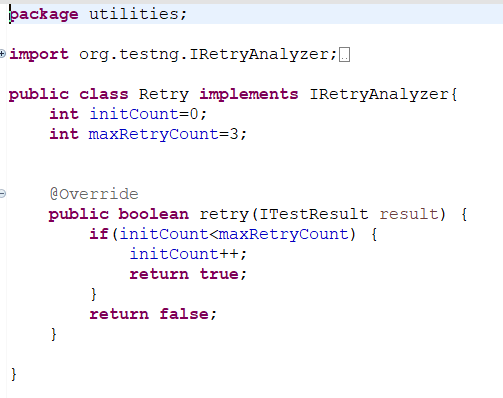 package utilities;
import org.testng.IRetryAnalyzer;
public class Retry implements IRetryAnalyzer{
int initCount=0;
int maxRetryCount=3;
@Override
public boolean retry(ITestResult result) {
if(initCount<maxRetryCount) {
initCount++;
return true;
}
return false;
}
}